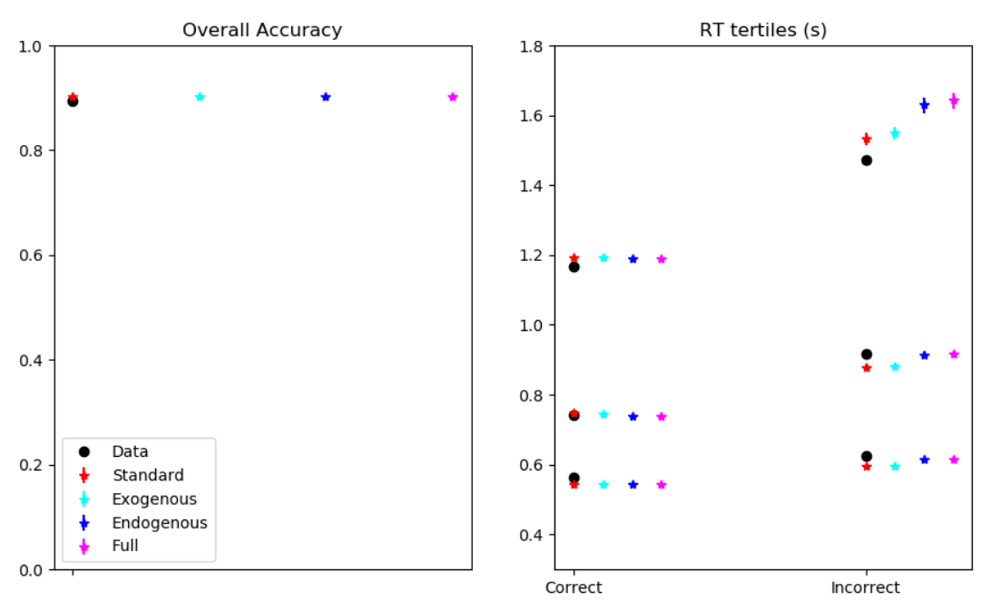 Overall Accuracy
1.0
0.8
0.6
0.4
0.2
0.0
Data
Standard
Exogenous
Endogenous
Full
RT tertiles (s)
1.8
1.6
1.4
1.2
1.0
0.8
0.6
0.4
Correct
Incorrect